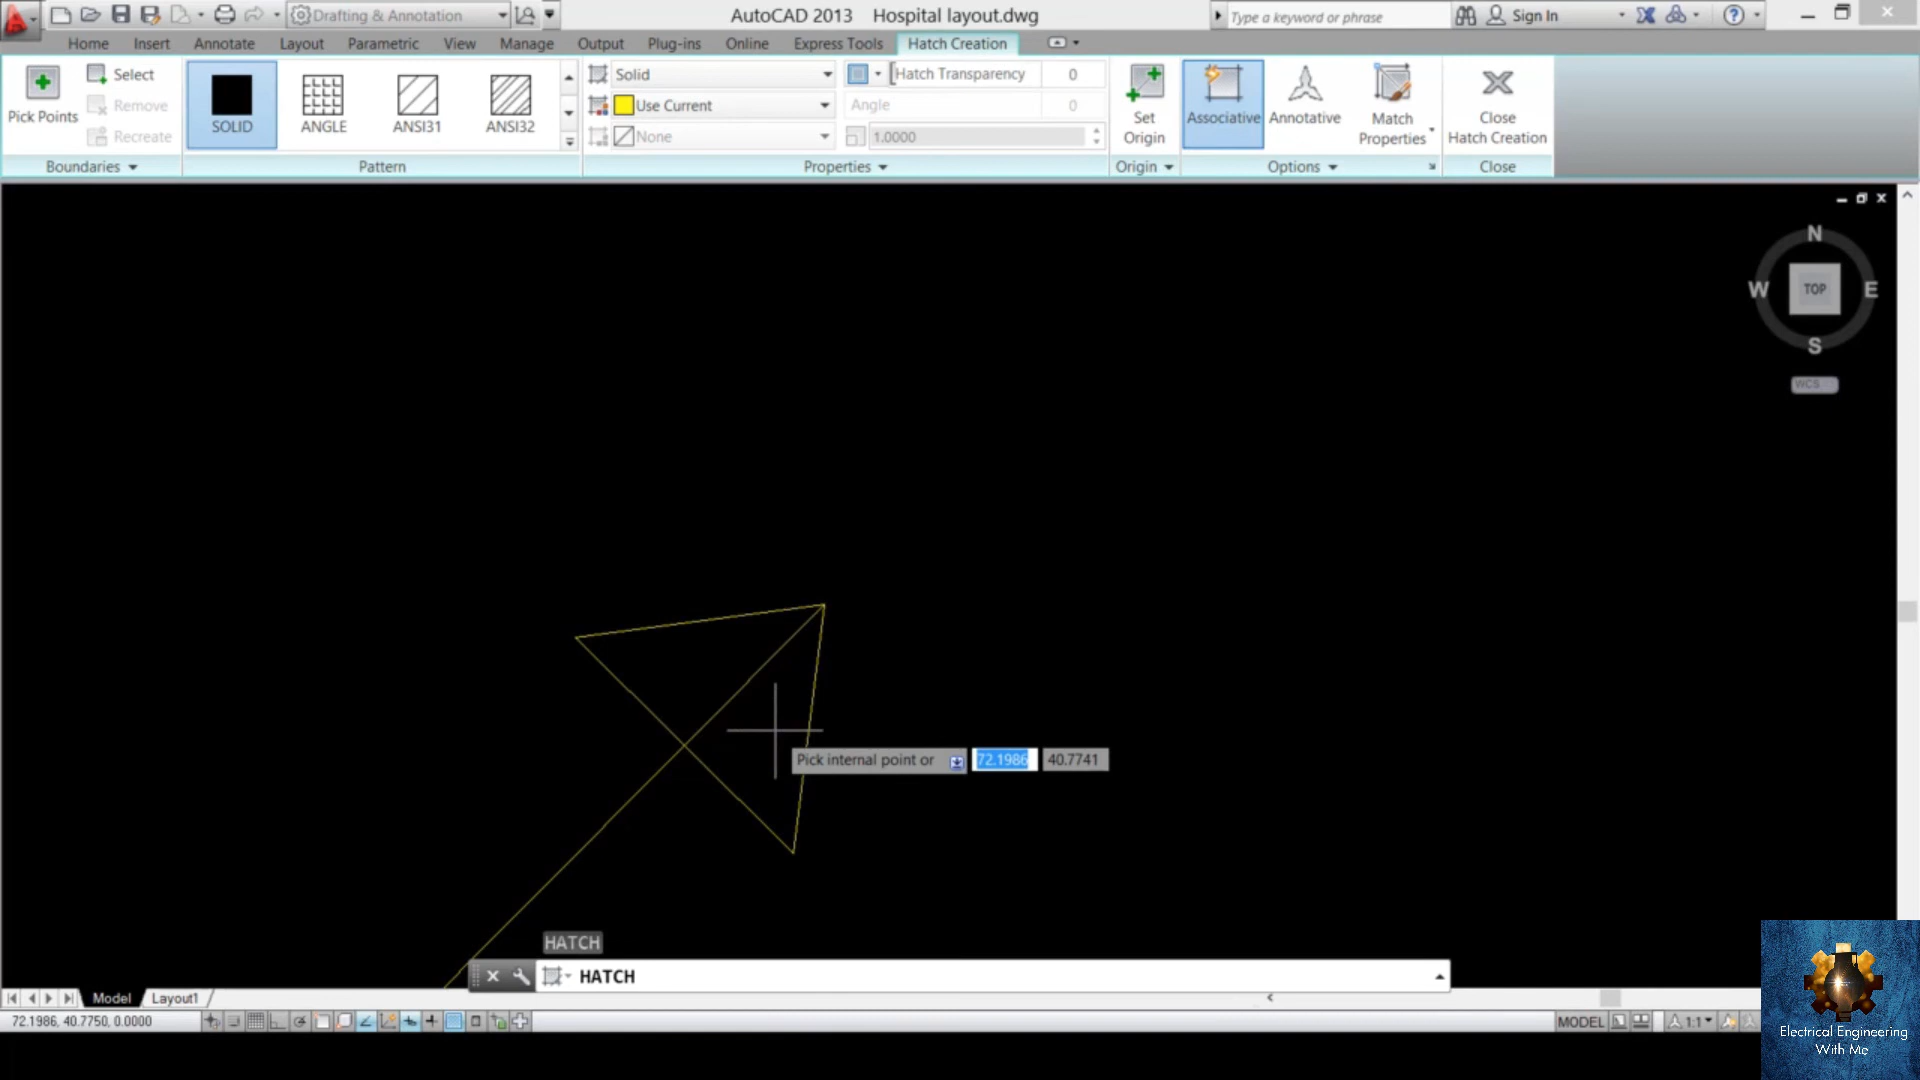 Drafting & Annotation
AutoCAD 2013 Hospital layout.dwg
Type a keyword or phrase
Sign In
Home Insert Annotate Layout Parametric View Manage Output Plug-ins Online Express Tools Hatch Creation
Pick Points
Select
Remove
Recreate
SOLID
ANGLE
ANSI31
ANSI32
Solid
Use Current
None
Hatch Transparency 0
Angle 0
1.0000
Set
Origin
Associative
Annotative
Match
Properties
Close
Hatch Creation
Boundaries
Pattern
Properties
Origin
Options
Close
N
W
TOP
E
S
WCS
Pick internal point or 72.1986 40.7741
HATCH
HATCH
Model Layout1
72.1986, 40.7750, 0.0000
MODEL
1:1
Electrical Engineering
With Me